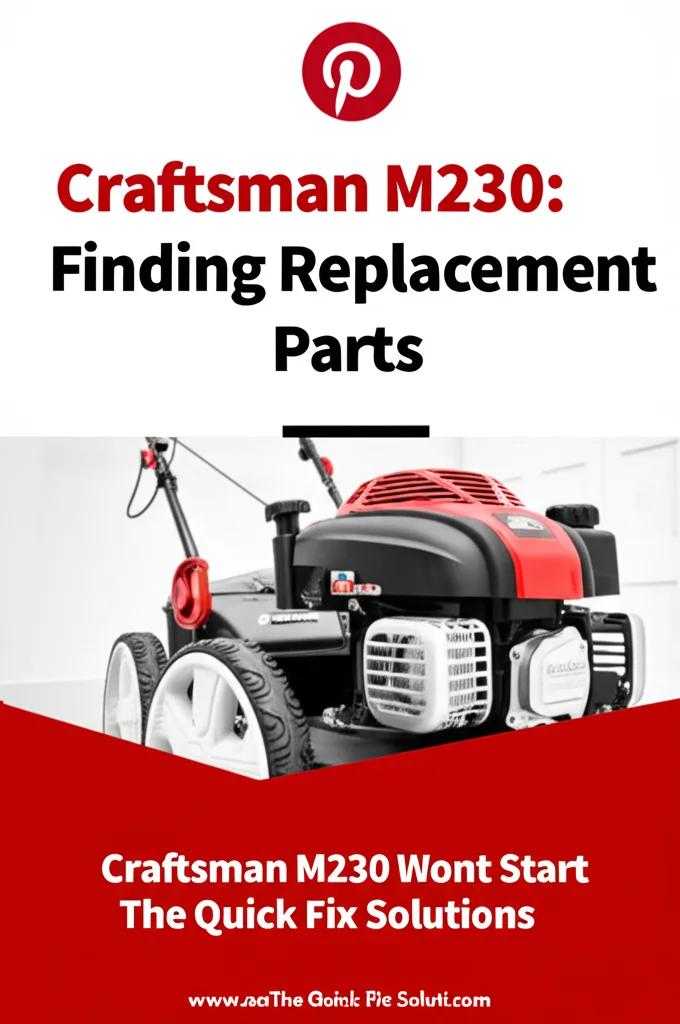 Craftsman M230:
Finding Replacement
Parts
Craftsman M230 Wont Start
The Quick Fix Solutions
www.aaThe Goink Fie Soluti.com